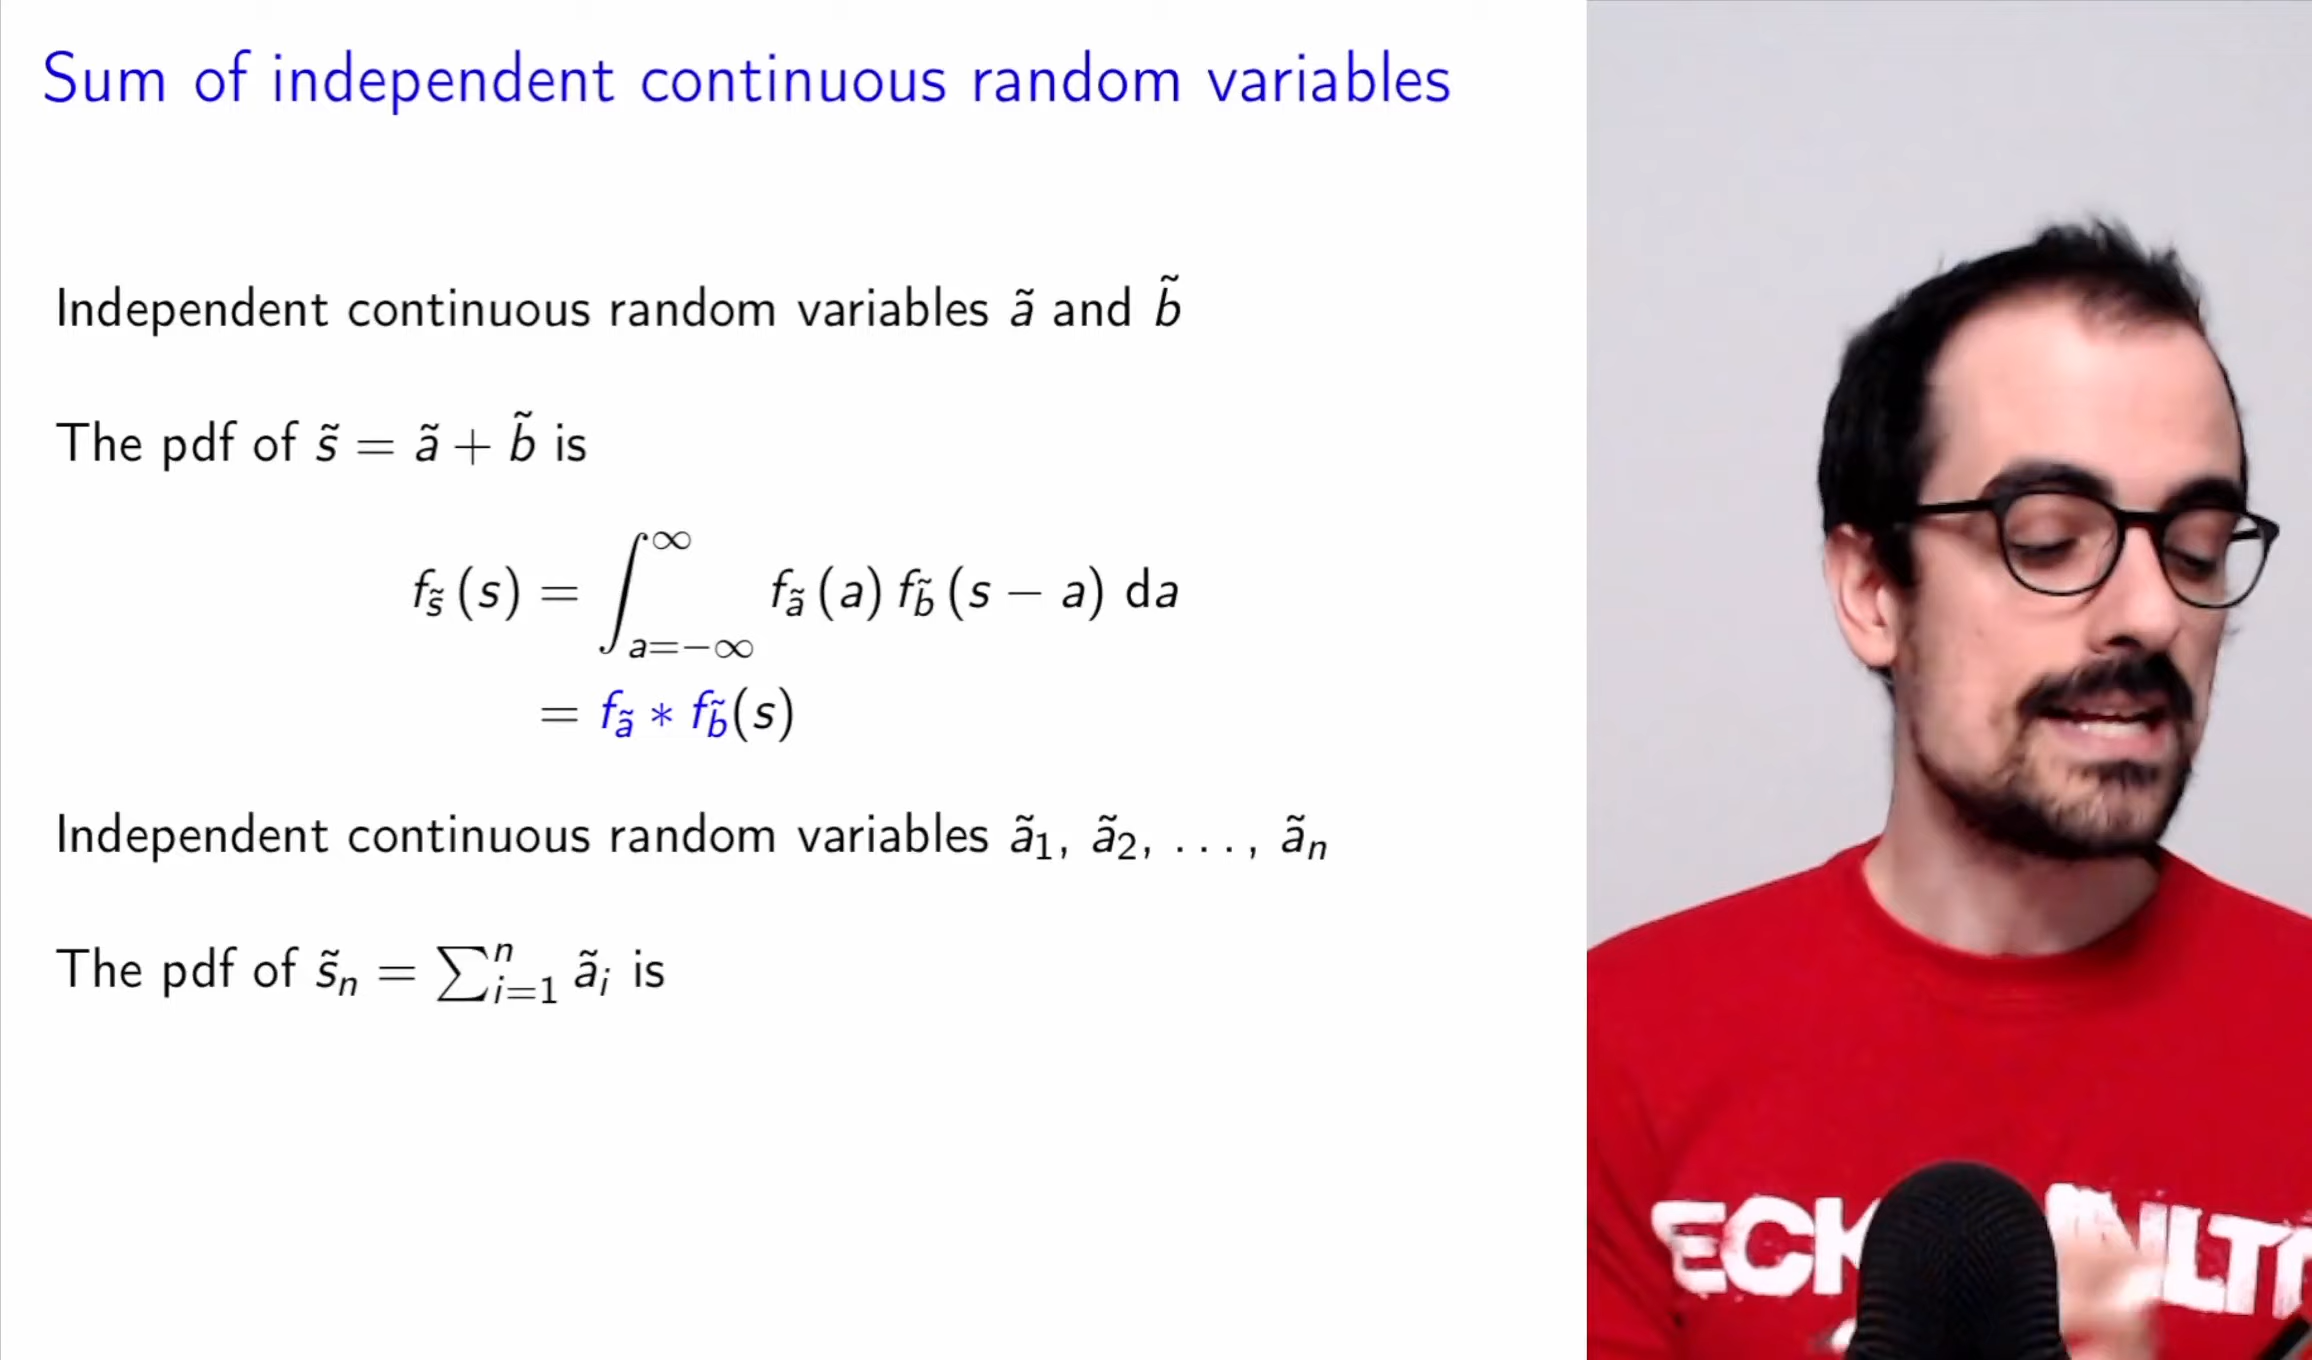 Sum of independent continuous random variables
Independent continuous random variables ã and b̃
The pdf of s̃ = ã + b̃ is
f_s̃ (s) = ∫_{a=−∞}^{∞} f_ã (a) f_b̃ (s − a) da
= f_ã ∗ f_b̃(s)
Independent continuous random variables ã₁, ã₂, . . . , ãₙ
The pdf of s̃ₙ = ∑ⁿᵢ₌₁ ãᵢ is